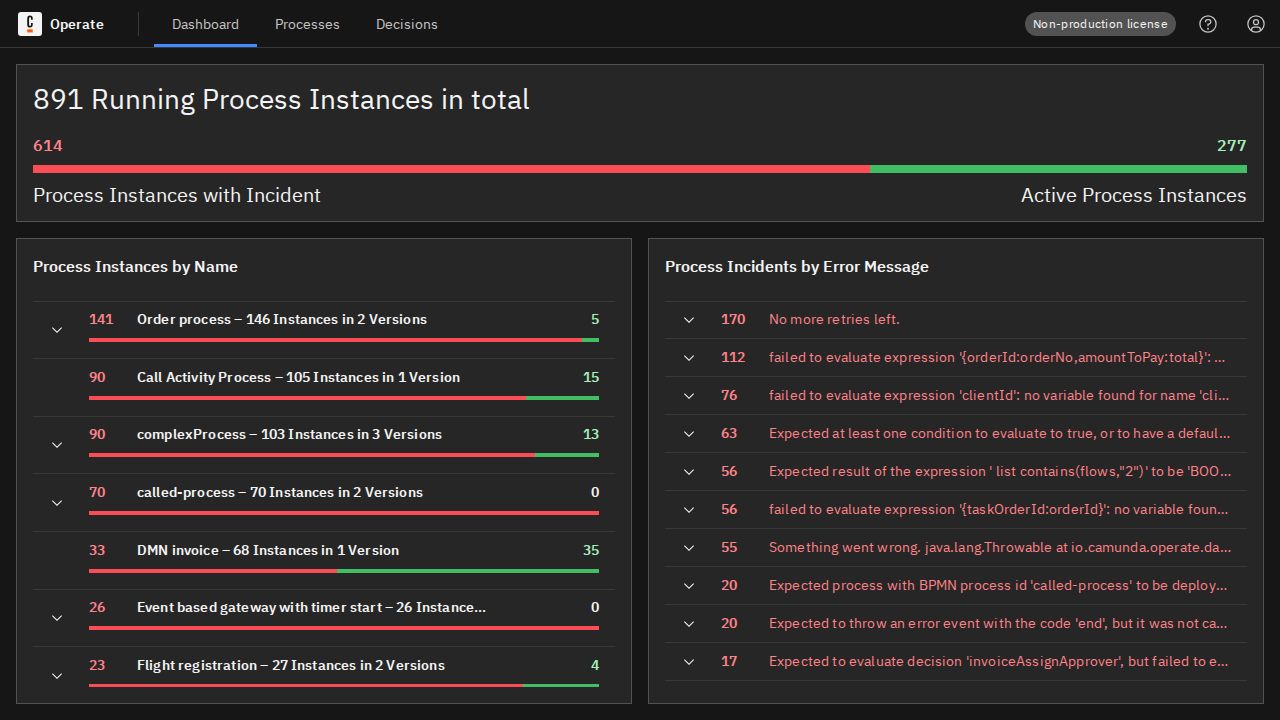 C Operate Dashboard Processes Decisions Non-production license
891 Running Process Instances in total
614 277
Process Instances with Incident Active Process Instances
Process Instances by Name
141 Order process – 146 Instances in 2 Versions 5
90 Call Activity Process – 105 Instances in 1 Version 15
90 complexProcess – 103 Instances in 3 Versions 13
70 called-process – 70 Instances in 2 Versions 0
33 DMN invoice – 68 Instances in 1 Version 35
26 Event based gateway with timer start – 26 Instance... 0
23 Flight registration – 27 Instances in 2 Versions 4
Process Incidents by Error Message
170 No more retries left.
112 failed to evaluate expression '{orderId:orderNo,amountToPay:total}': ...
76 failed to evaluate expression 'clientId': no variable found for name 'cli...
63 Expected at least one condition to evaluate to true, or to have a defaul...
56 Expected result of the expression ' list contains(flows,"2")' to be 'BOO...
56 failed to evaluate expression '{taskOrderId:orderId}': no variable foun...
55 Something went wrong. java.lang.Throwable at io.camunda.operate.da...
20 Expected process with BPMN process id 'called-process' to be deploy...
20 Expected to throw an error event with the code 'end', but it was not ca...
17 Expected to evaluate decision 'invoiceAssignApprover', but failed to e...